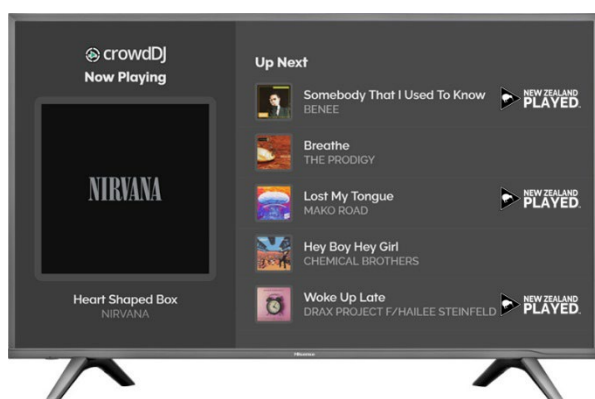 crowdDJ
Now Playing
NIRVANA
Heart Shaped Box
NIRVANA
Up Next
Somebody That I Used To Know
BENEE
NEW ZEALAND
PLAYED.
Breathe
THE PRODIGY
Lost My Tongue
MAKO ROAD
NEW ZEALAND
PLAYED.
Hey Boy Hey Girl
CHEMICAL BROTHERS
Woke Up Late
DRAX PROJECT F/HAILEE STEINFELD
NEW ZEALAND
PLAYED.
Hisense